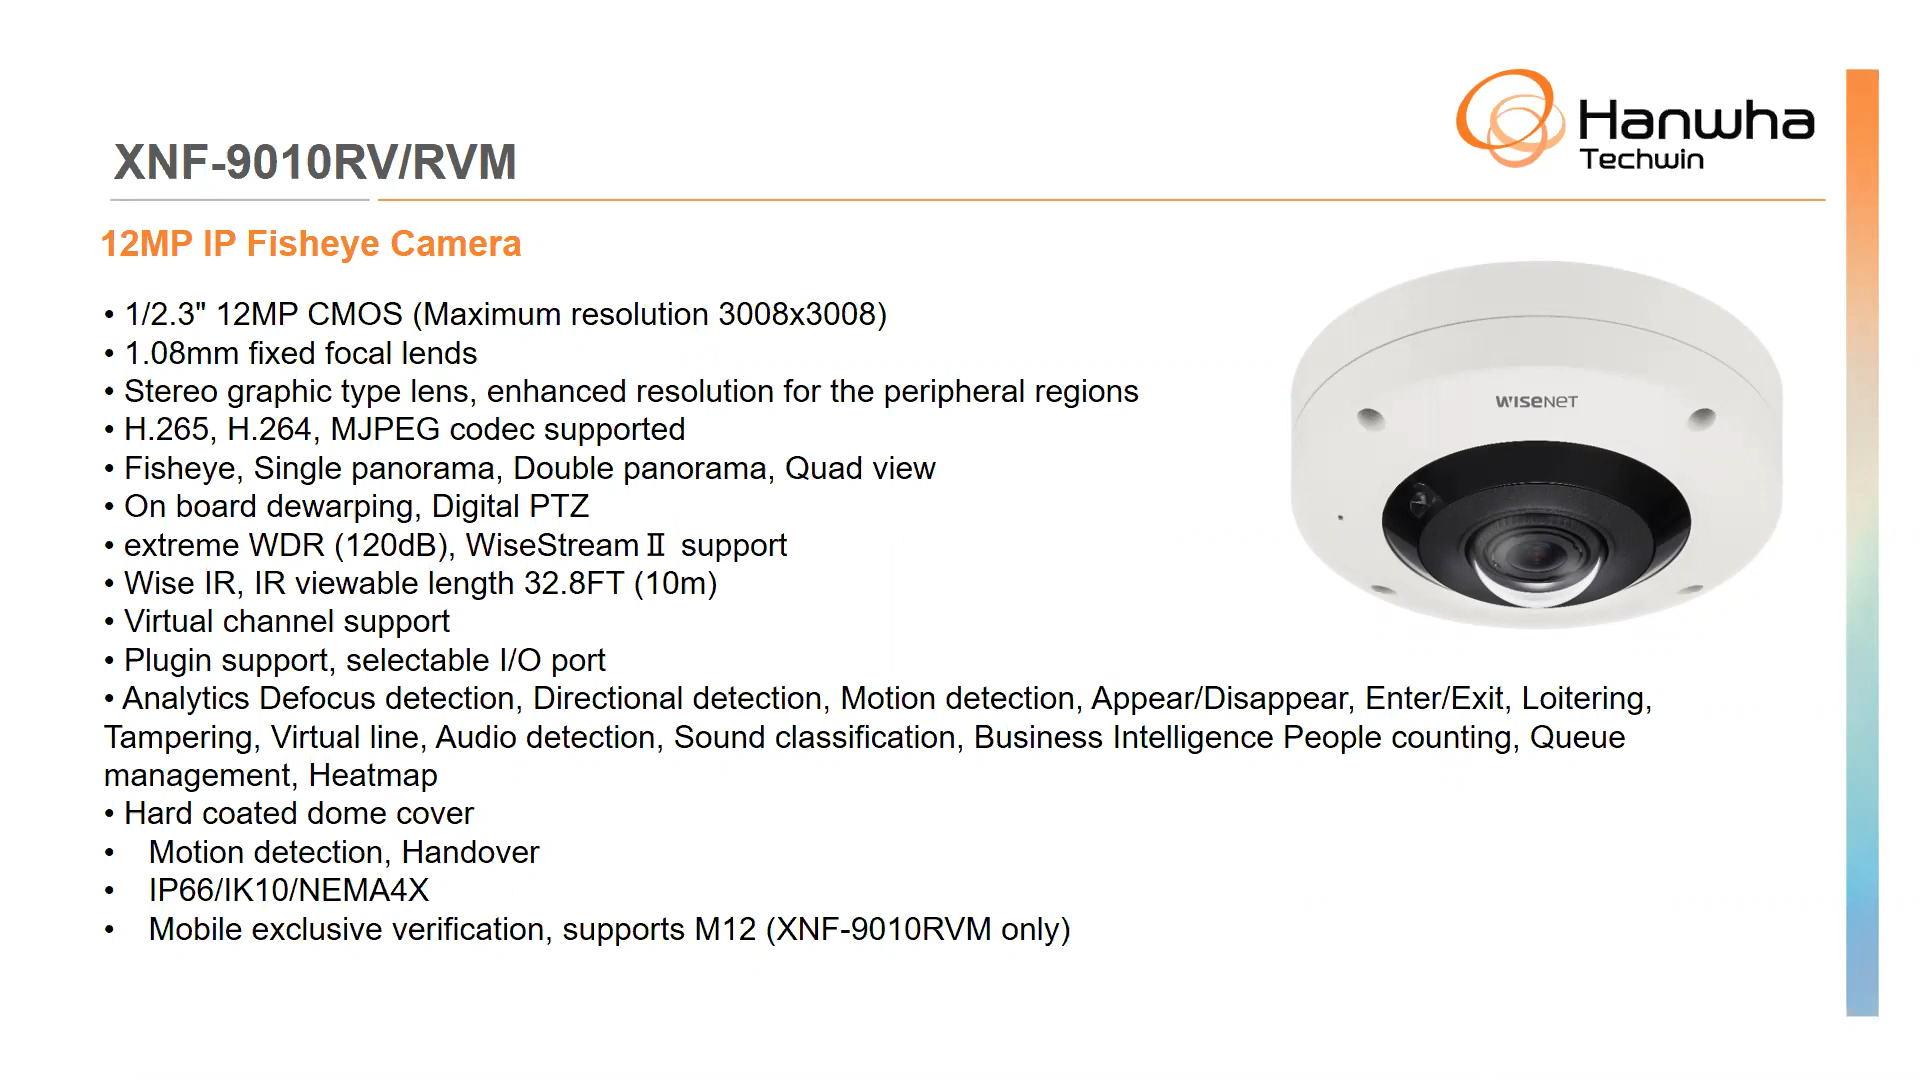 Hanwha
Techwin
XNF-9010RV/RVM
12MP IP Fisheye Camera
• 1/2.3" 12MP CMOS (Maximum resolution 3008x3008)
• 1.08mm fixed focal lends
• Stereo graphic type lens, enhanced resolution for the peripheral regions
• H.265, H.264, MJPEG codec supported
• Fisheye, Single panorama, Double panorama, Quad view
• On board dewarping, Digital PTZ
• extreme WDR (120dB), WiseStreamⅡ support
• Wise IR, IR viewable length 32.8FT (10m)
• Virtual channel support
• Plugin support, selectable I/O port
• Analytics Defocus detection, Directional detection, Motion detection, Appear/Disappear, Enter/Exit, Loitering,
Tampering, Virtual line, Audio detection, Sound classification, Business Intelligence People counting, Queue
management, Heatmap
• Hard coated dome cover
• Motion detection, Handover
• IP66/IK10/NEMA4X
• Mobile exclusive verification, supports M12 (XNF-9010RVM only)
WISENET